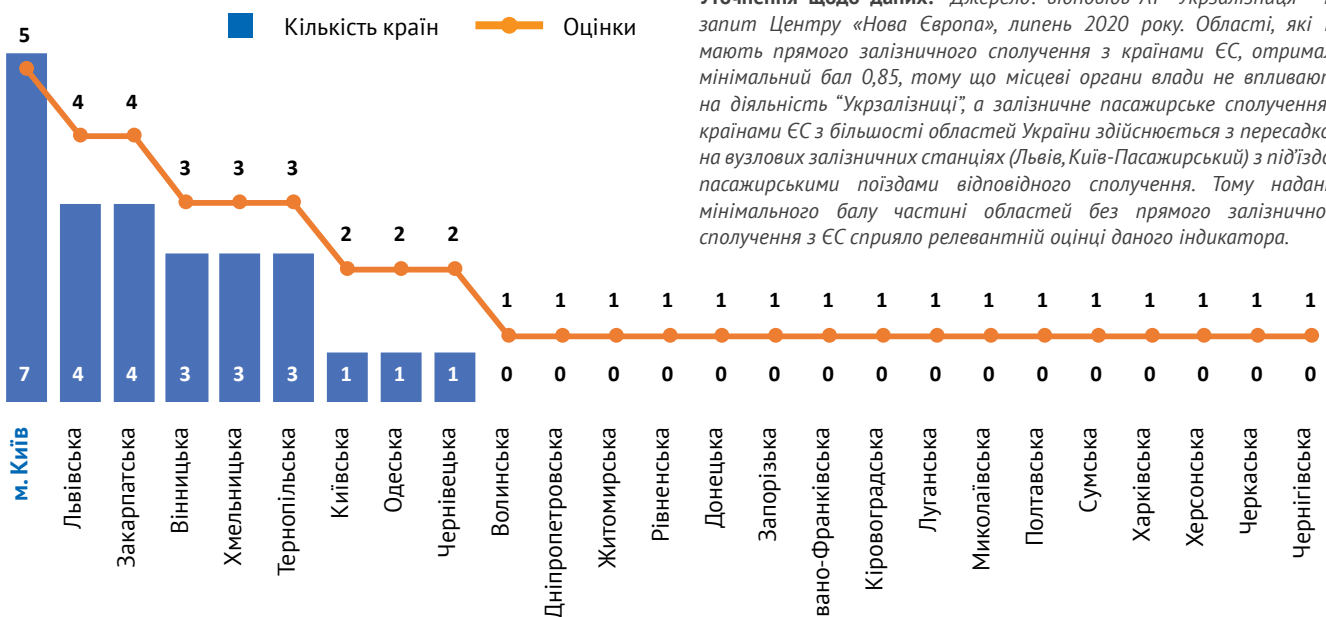 Кількість країн
Оцінки
Уточнення щодо даних: Джерело: відповідь АТ "Укрзалізниця"
запит Центру «Нова Європа», липень 2020 року. Області, які
мають прямого залізничного сполучення з країнами ЄС,
мінімальний бал 0,85, тому що місцеві органи влади не
на діяльність "Укрзалізниці", а залізничне пасажирське сполучення
країнами ЄС з більшості областей України здійснюється з
на вузлових залізничних станціях (Львів, Київ-Пасажирський) з
пасажирськими поїздами відповідного сполучення. Тому
мінімального балу частині областей без прямого
сполучення з ЄС сприяло релевантній оцінці даного індикатора.
5 4 4 3 3 3 2 2 2 1 1 1 1 1 1 1 1 1 1 1 1 1 1 1 1
7 4 4 3 3 3 1 1 1 0 0 0 0 0 0 0 0 0 0 0 0 0 0 0 0
м. Київ
Львівська
Закарпатська
Вінницька
Хмельницька
Тернопільська
Київська
Одеська
Чернівецька
Волинська
Дніпропетровська
Житомирська
Рівненська
Донецька
Запорізька
вано-Франківська
Кіровоградська
Луганська
Миколаївська
Полтавська
Сумська
Харківська
Херсонська
Черкаська
Чернігівська